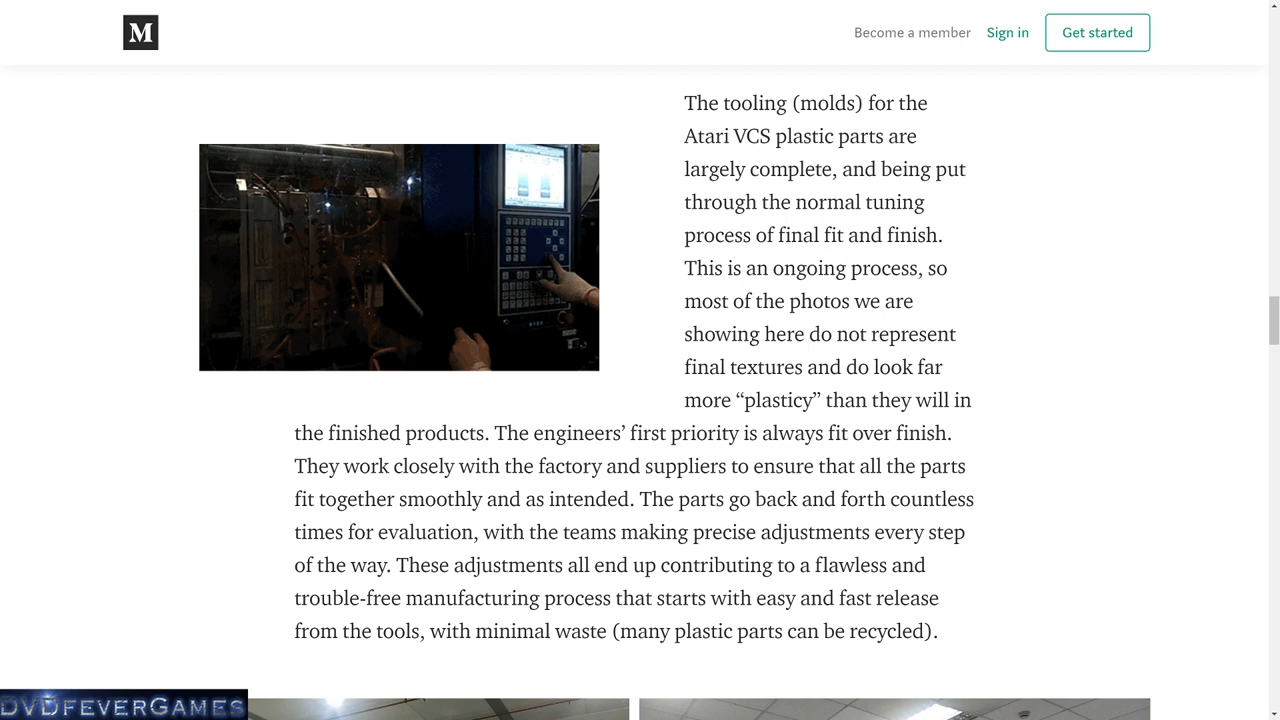 M
Become a member
Sign in
Get started
The tooling (molds) for the
Atari VCS plastic parts are
largely complete, and being put
through the normal tuning
process of final fit and finish.
This is an ongoing process, so
most of the photos we are
showing here do not represent
final textures and do look far
more “plasticy” than they will in
the finished products. The engineers’ first priority is always fit over finish.
They work closely with the factory and suppliers to ensure that all the parts
fit together smoothly and as intended. The parts go back and forth countless
times for evaluation, with the teams making precise adjustments every step
of the way. These adjustments all end up contributing to a flawless and
trouble-free manufacturing process that starts with easy and fast release
from the tools, with minimal waste (many plastic parts can be recycled).
DVDFEVERGAMES